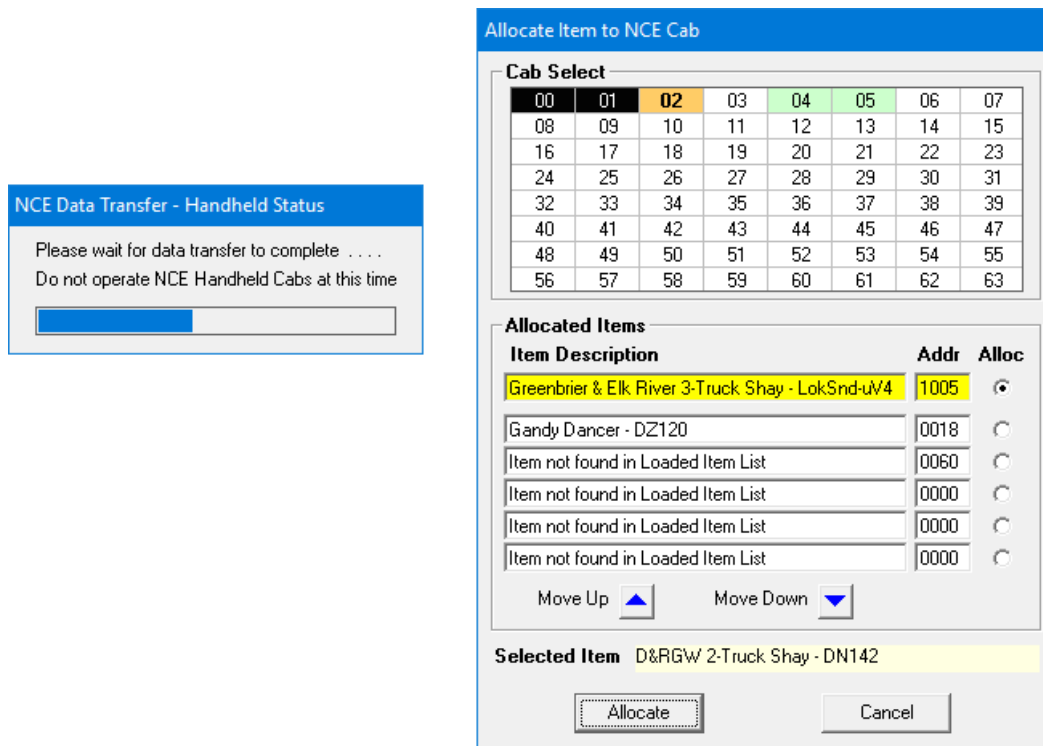 NCE Data Transfer - Handheld Status
Please wait for data transfer to complete . . . .
Do not operate NCE Handheld Cabs at this time
Allocate Item to NCE Cab
Cab Select
00 01 02 03 04 05 06 07
08 09 10 11 12 13 14 15
16 17 18 19 20 21 22 23
24 25 26 27 28 29 30 31
32 33 34 35 36 37 38 39
40 41 42 43 44 45 46 47
48 49 50 51 52 53 54 55
56 57 58 59 60 61 62 63
Allocated Items
Item Description Addr Alloc
Greenbrier & Elk River 3-Truck Shay - LokSnd-uV4 1005
Gandy Dancer - DZ120 0018
Item not found in Loaded Item List 0060
Item not found in Loaded Item List 0000
Item not found in Loaded Item List 0000
Item not found in Loaded Item List 0000
Move Up Move Down
Selected Item D&RGW 2-Truck Shay - DN142
Allocate Cancel